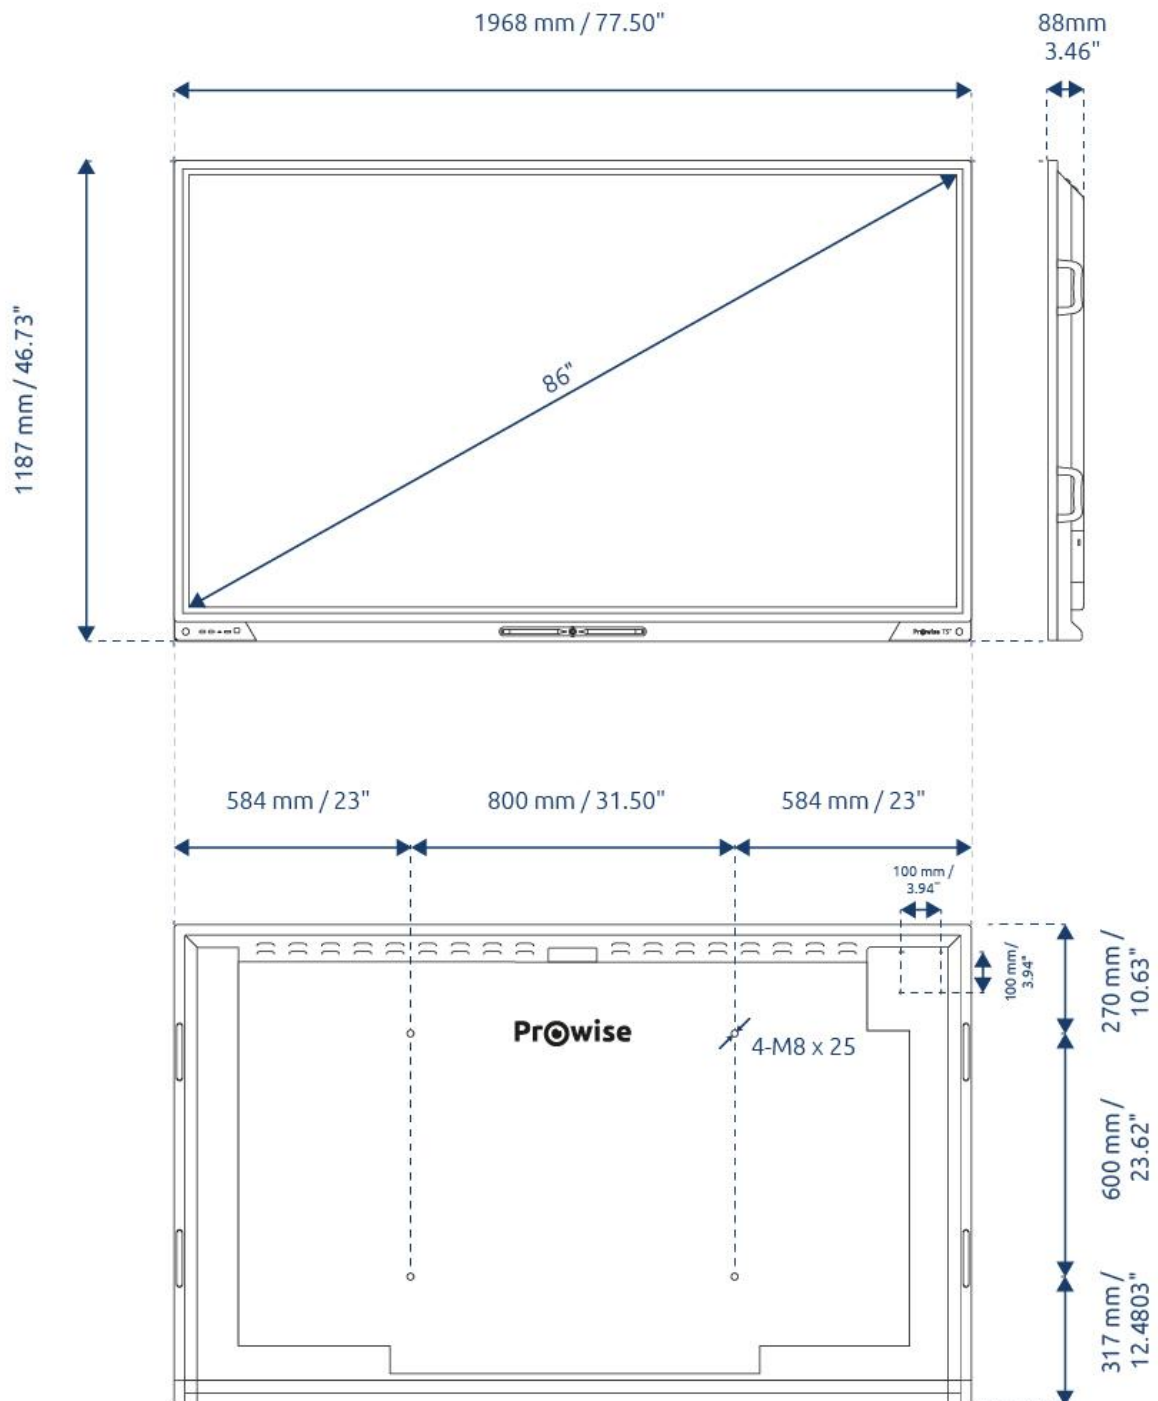 1968 mm / 77.50"
88mm
3.46"
1187 mm / 46.73"
86"
Prowise 75"
584 mm / 23"
800 mm / 31.50"
584 mm / 23"
100 mm /
3.94"
100 mm/
3.94"
270 mm /
10.63"
Prowise
4-M8 x 25
600 mm /
23.62"
317 mm /
12.4803"